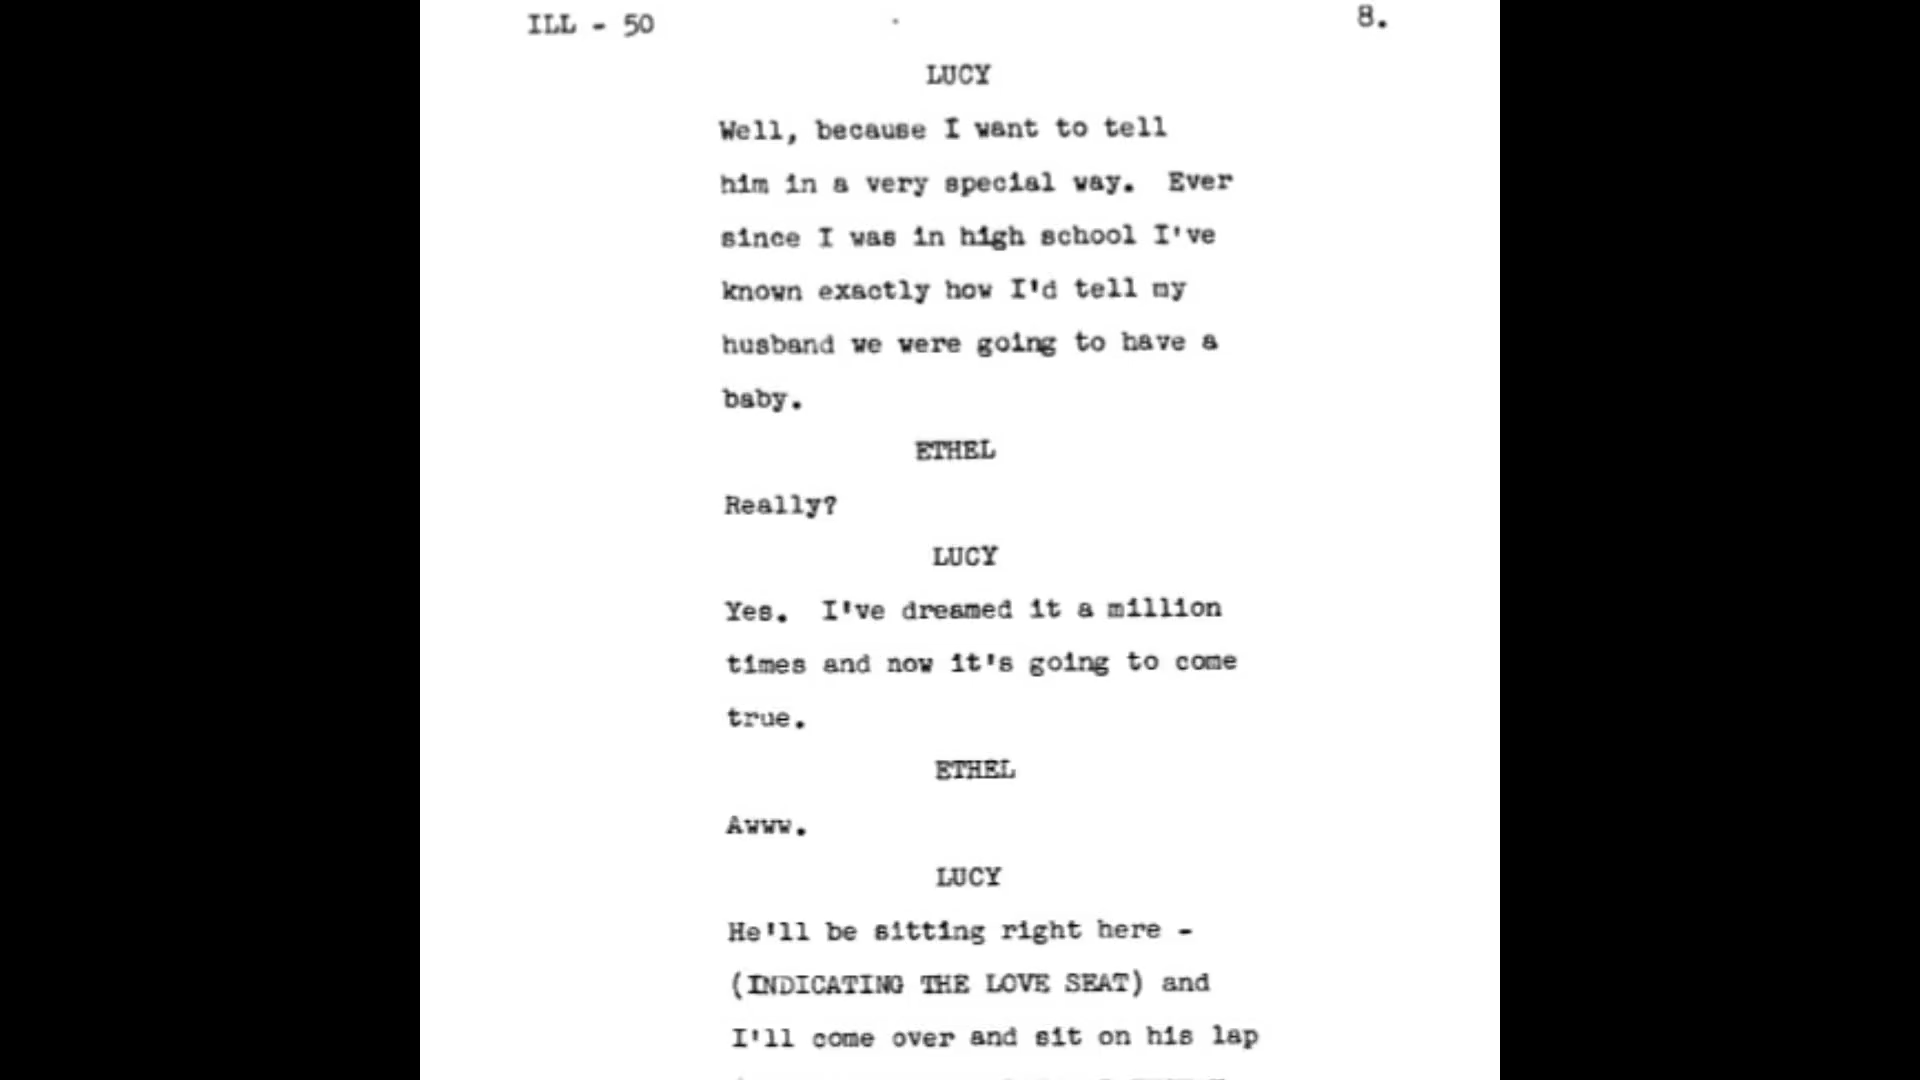 ILL - 50 8.
LUCY
Well, because I want to tell
him in a very special way. Ever
since I was in high school I've
known exactly how I'd tell my
husband we were going to have a
baby.
ETHEL
Really?
LUCY
Yes. I've dreamed it a million
times and now it's going to come
true.
ETHEL
Awww.
LUCY
He'll be sitting right here -
(INDICATING THE LOVE SEAT) and
I'll come over and sit on his lap